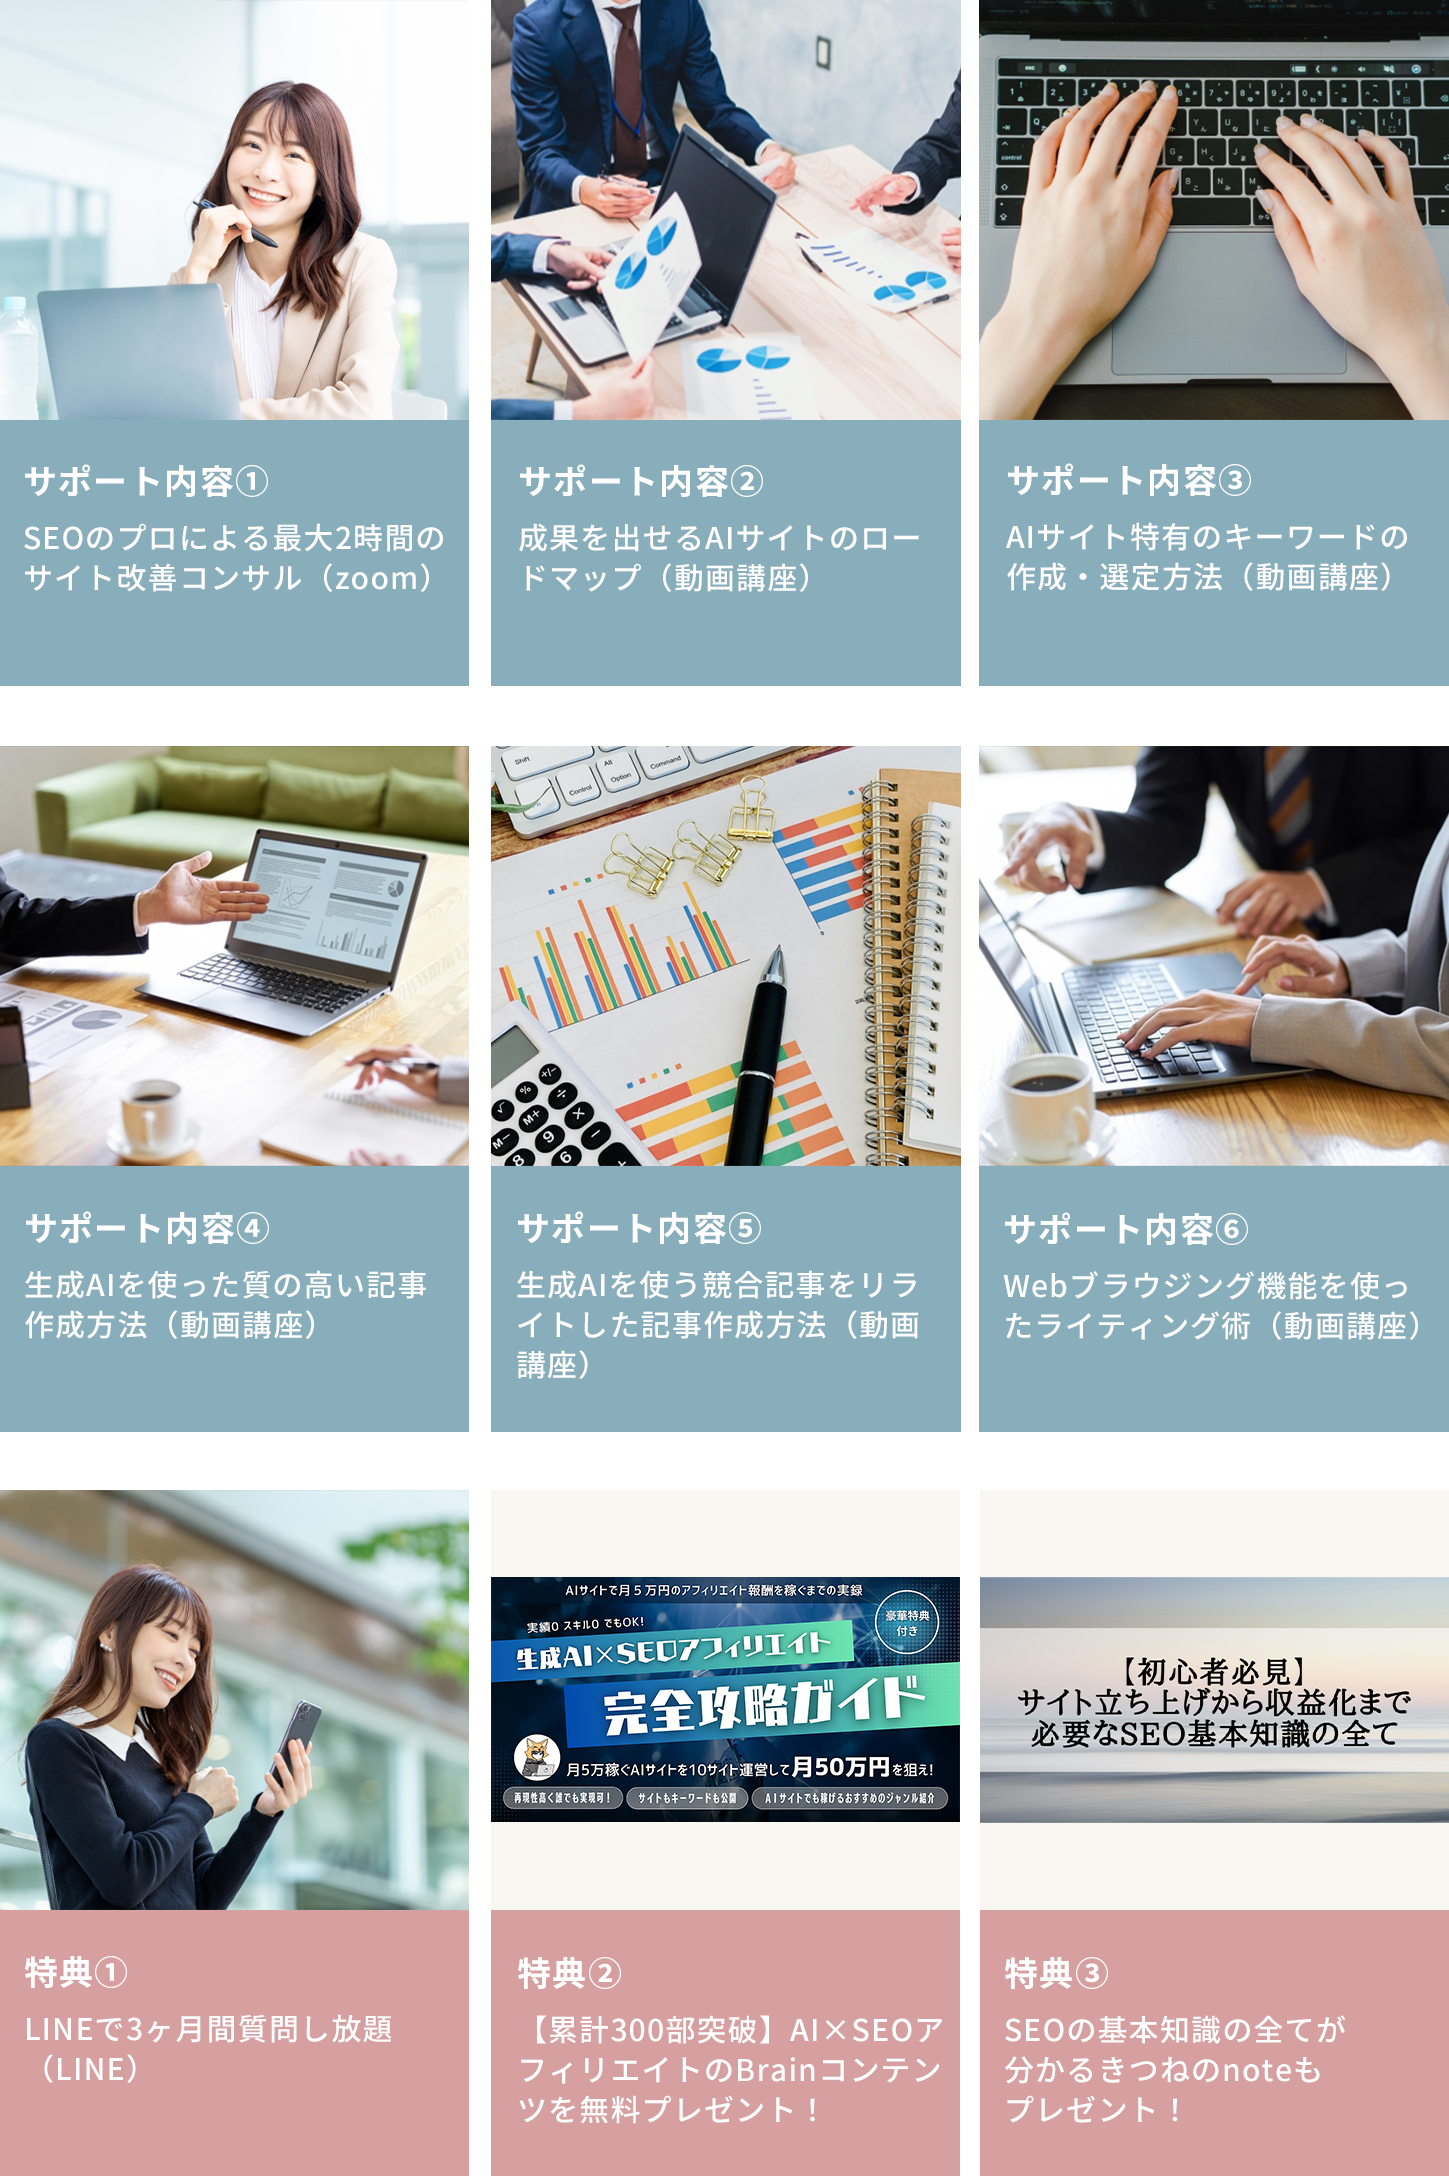 サポート内容①
SEOのプロによる最大2時間の
サイト改善コンサル（zoom）
サポート内容②
成果を出せるAIサイトのロー
ドマップ（動画講座）
サポート内容③
AIサイト特有のキーワードの
作成・選定方法（動画講座）
サポート内容④
生成AIを使った質の高い記事
作成方法（動画講座）
Shift
Alt
Option
Command
Control
サポート内容⑤
生成AIを使う競合記事をリラ
イトした記事作成方法（動画
講座）
サポート内容⑥
Webブラウジング機能を使っ
たライティング術（動画講座）
特典①
LINEで3ヶ月間質問し放題
（LINE）
AIサイトで月５万円のアフィリエイト報酬を稼ぐまでの実録
豪華特典
付き
実績0 スキル0 でもOK!
生成AI×SEOアフィリエイト
完全攻略ガイド
月5万稼ぐAIサイトを10サイト運営して月50万円を狙え!
再現性高く誰でも実現可！
サイトもキーワードも公開
AIサイトでも稼げるおすすめのジャンル紹介
特典②
【累計300部突破】AI×SEOア
フィリエイトのBrainコンテン
ツを無料プレゼント！
【初心者必見】
サイト立ち上げから収益化まで
必要なSEO基本知識の全て
特典③
SEOの基本知識の全てが
分かるきつねのnoteも
プレゼント！